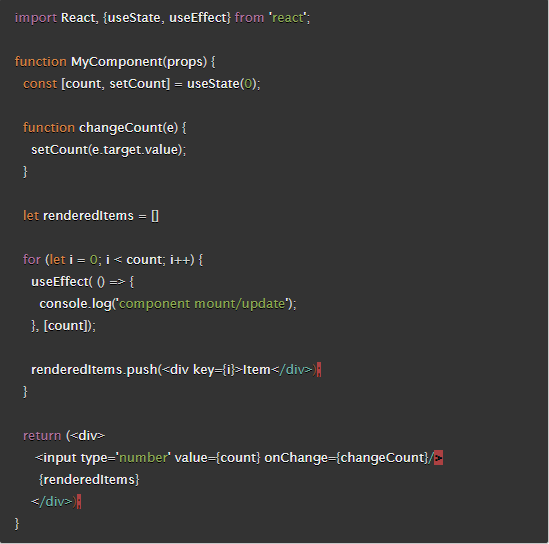 import React, {useState, useEffect} from 'react';
function MyComponent(props) {
const [count, setCount] = useState(0);
function changeCount(e) {
setCount(e.target.value);
}
let renderedItems = []
for (let i = 0; i < count; i++) {
useEffect( () => {
console.log('component mount/update');
}, [count]);
renderedItems.push(<div key={i}>Item</div>);
}
return (<div>
<input type='number' value={count} onChange={changeCount}/>
{renderedItems}
</div>);
}